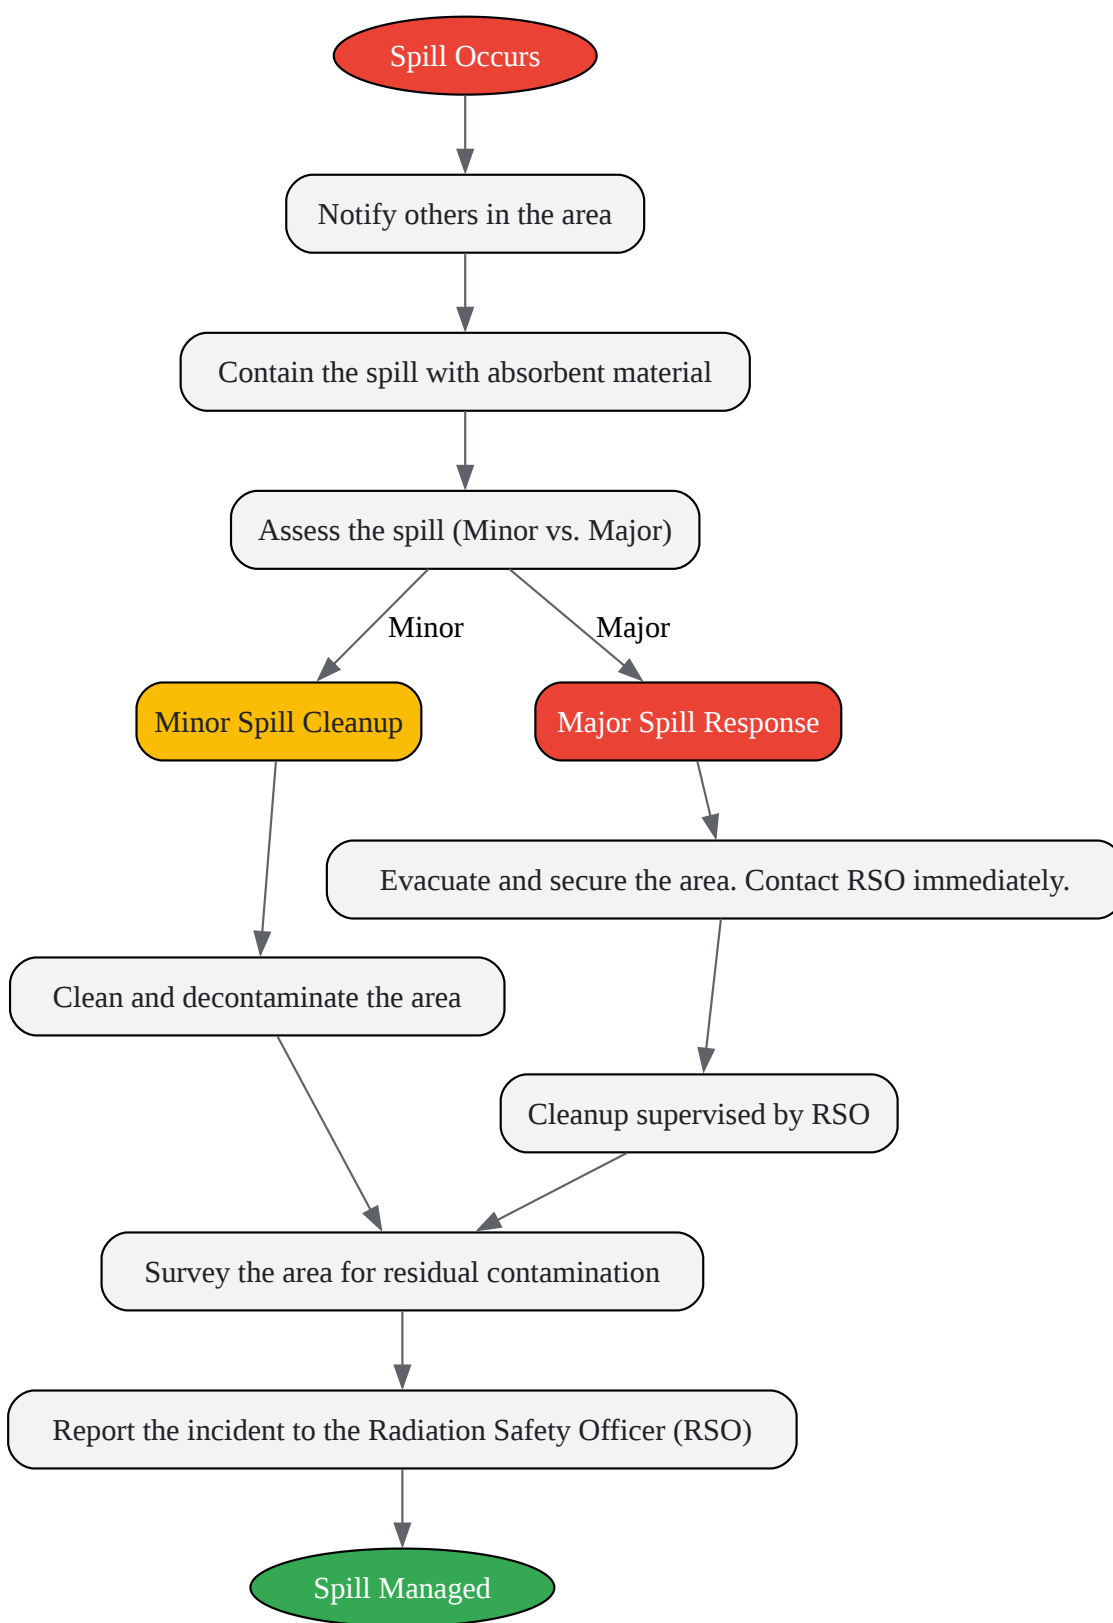 Spill Occurs
Notify others in the area
Contain the spill with absorbent material
Assess the spill (Minor vs. Major)
Minor
Major
Minor Spill Cleanup
Major Spill Response
Evacuate and secure the area. Contact RSO immediately.
Clean and decontaminate the area
Cleanup supervised by RSO
Survey the area for residual contamination
Report the incident to the Radiation Safety Officer (RSO)
Spill Managed